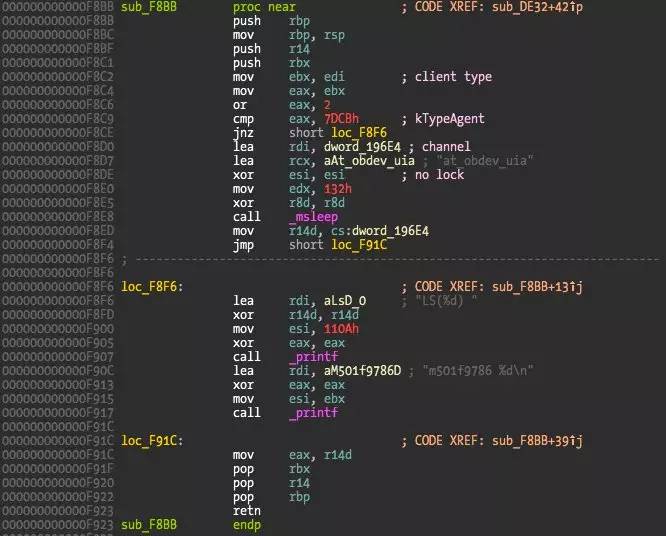 000000000000F8BB sub_F8BB proc near ; CODE XREF: sub_DE32+42↑p
000000000000F8BB push rbp
000000000000F8BC mov rbp, rsp
000000000000F8BF push r14
000000000000F8C1 push rbx
000000000000F8C2 mov ebx, edi ; client type
000000000000F8C4 mov eax, ebx
000000000000F8C6 or eax, 2
000000000000F8C9 cmp eax, 7DCBh ; kTypeAgent
000000000000F8CE jnz short loc_F8F6
000000000000F8D0 lea rdi, dword_196E4 ; channel
000000000000F8D7 lea rcx, aAt_obdev_uia ; "at_obdev_uia"
000000000000F8DE xor esi, esi ; no lock
000000000000F8E0 mov edx, 132h
000000000000F8E5 xor r8d, r8d
000000000000F8E8 call _msleep
000000000000F8ED mov r14d, cs:dword_196E4
000000000000F8F4 jmp short loc_F91C
000000000000F8F6 ; ---------------------------------------------------------------------------
000000000000F8F6
000000000000F8F6 loc_F8F6: ; CODE XREF: sub_F8BB+13↑j
000000000000F8F6 lea rdi, aLsD_0 ; "LS(%d) "
000000000000F8FD xor r14d, r14d
000000000000F900 mov esi, 110Ah
000000000000F905 xor eax, eax
000000000000F907 call _printf
000000000000F90C lea rdi, aM501f9786D ; "m501f9786 %d\n"
000000000000F913 xor eax, eax
000000000000F915 mov esi, ebx
000000000000F917 call _printf
000000000000F91C
000000000000F91C loc_F91C: ; CODE XREF: sub_F8BB+39↑j
000000000000F91C mov eax, r14d
000000000000F91F pop rbx
000000000000F920 pop r14
000000000000F922 pop rbp
000000000000F923 retn
000000000000F923 sub_F8BB endp